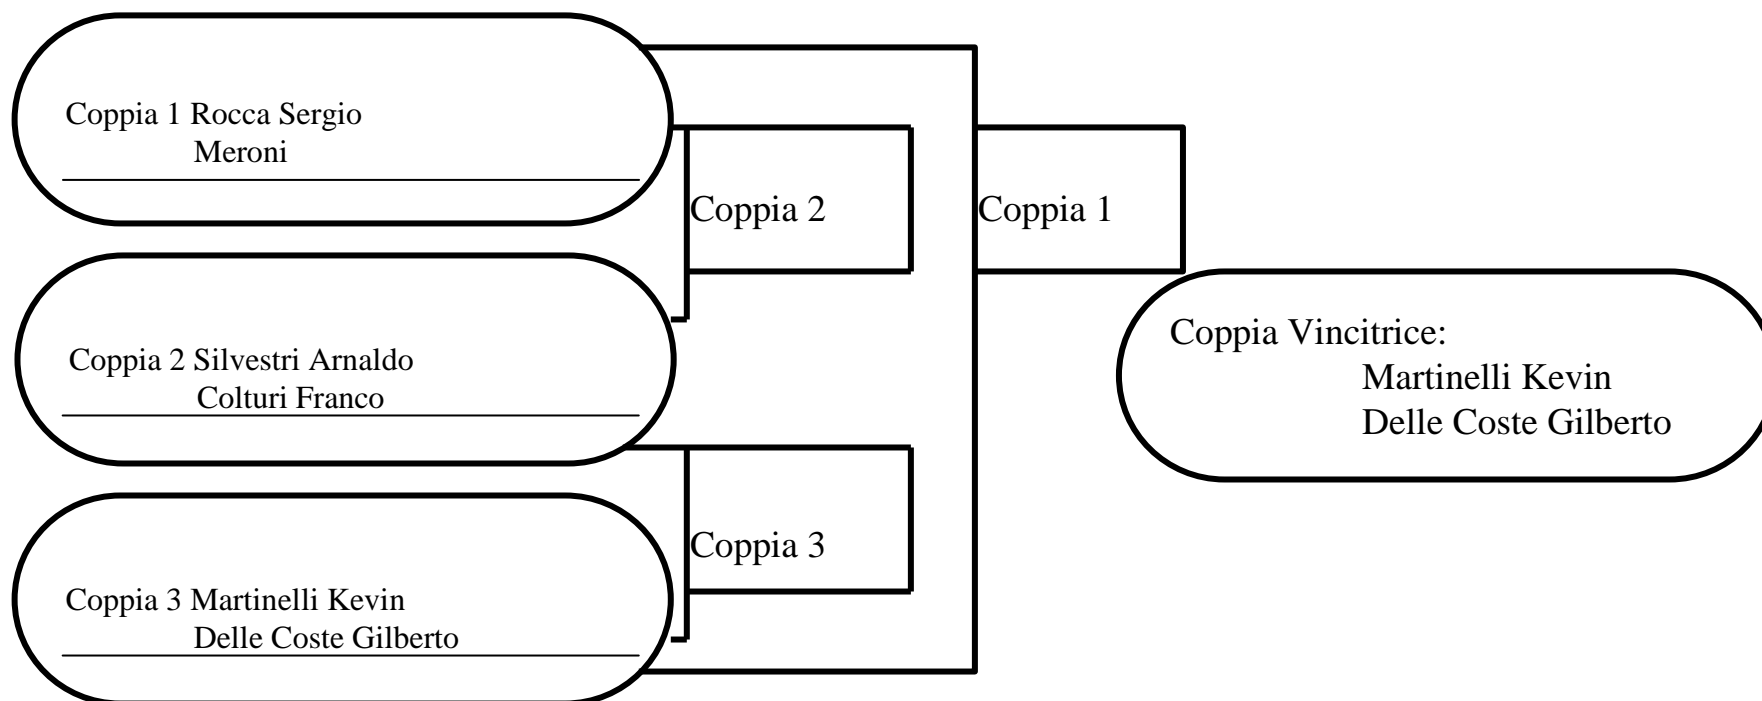 Coppia 1 Rocca Sergio
Meroni
Coppia 2
Coppia 1
Coppia 2 Silvestri Arnaldo
Colturi Franco
Coppia Vincitrice:
Martinelli Kevin
Delle Coste Gilberto
Coppia 3
Coppia 3 Martinelli Kevin
Delle Coste Gilberto